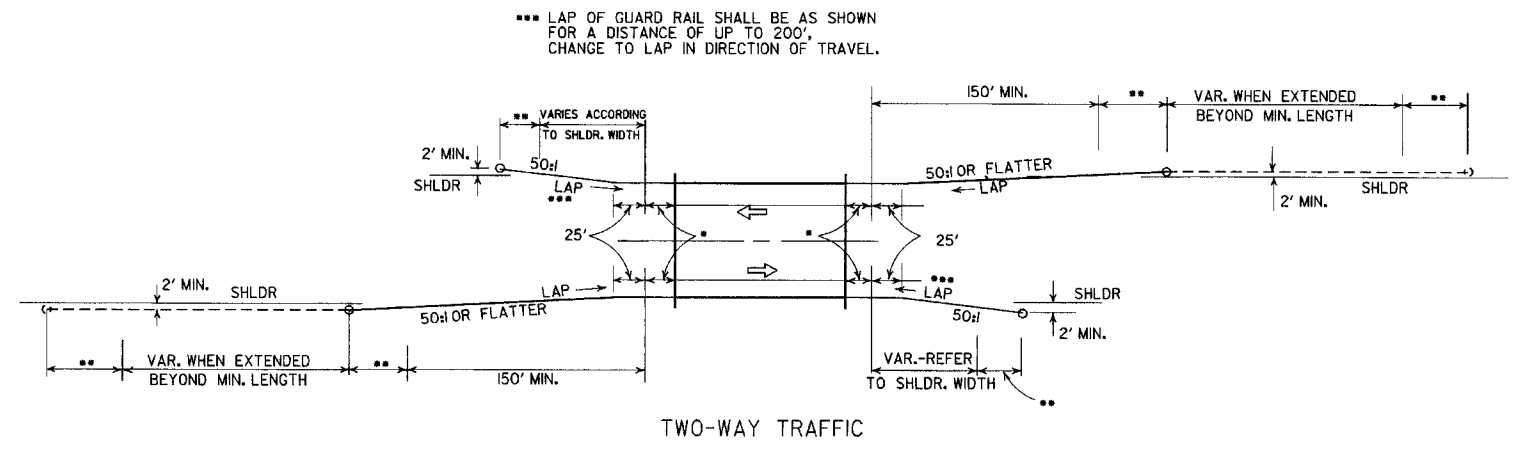 *** LAP OF GUARD RAIL SHALL BE AS SHOWN
FOR A DISTANCE OF UP TO 200',
CHANGE TO LAP IN DIRECTION OF TRAVEL.
150' MIN.
**
VAR. WHEN EXTENDED
BEYOND MIN. LENGTH
**
** VARIES ACCORDING
TO SHLDR. WIDTH
2' MIN.
SHLDR
50:1
LAP
***
50:1 OR FLATTER
LAP
SHLDR
2' MIN.
25'
*
*
25'
2' MIN.
SHLDR
LAP
50:1 OR FLATTER
***
LAP
50:1
SHLDR
2' MIN.
**
VAR. WHEN EXTENDED
BEYOND MIN. LENGTH
**
150' MIN.
VAR.-REFER
TO SHLDR. WIDTH
**
TWO-WAY TRAFFIC